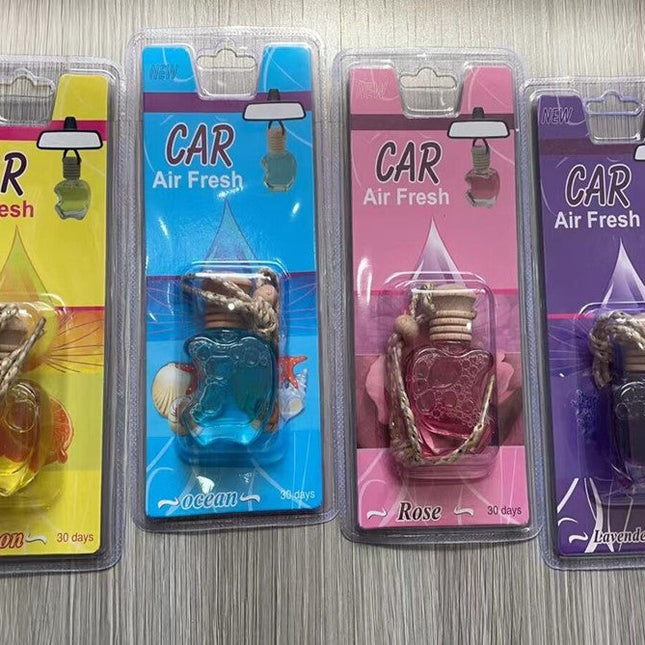 R
esh
on
30 days
NEW
CAR
Air Fresh
ocean
30 days
NEW
CAR
Air Fresh
Rose
30 days
NEW
CAR
Air Fresh
Lavende